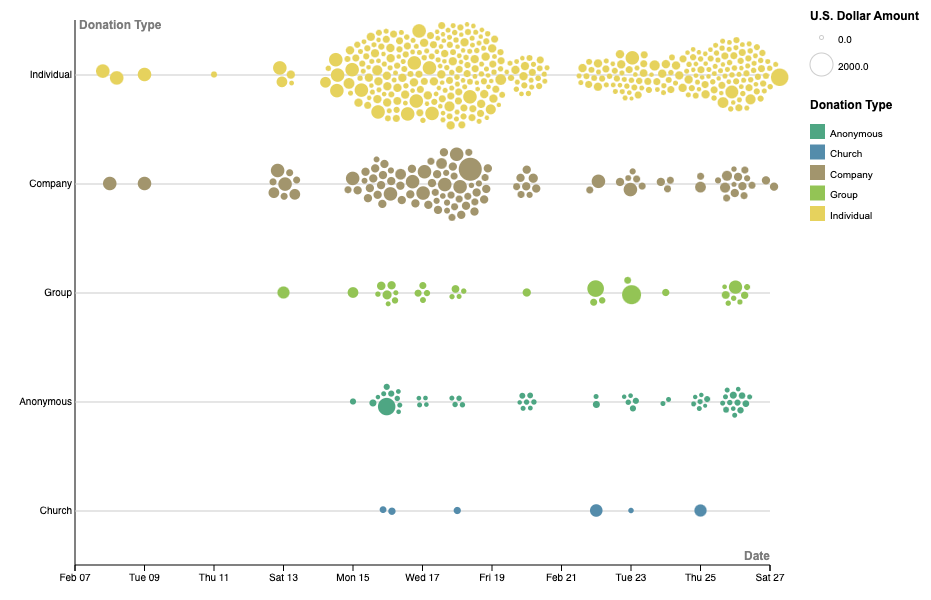 Donation Type
Individual
Company
Group
Anonymous
Church
Date
Feb 07
Tue 09
Thu 11
Sat 13
Mon 15
Wed 17
Fri 19
Feb 21
Tue 23
Thu 25
Sat 27
U.S. Dollar Amount
0.0
2000.0
Donation Type
Anonymous
Church
Company
Group
Individual